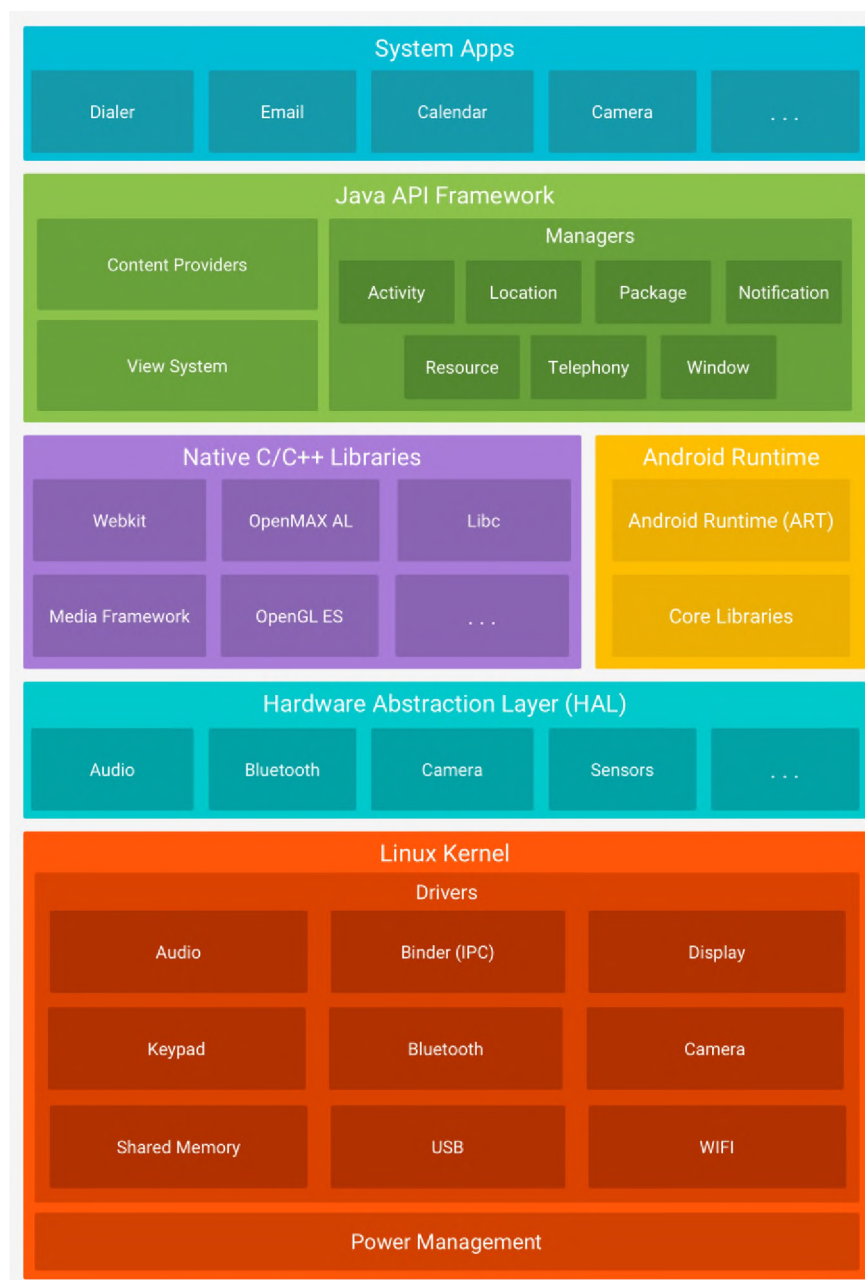 System Apps
Dialer
Email
Calendar
Camera
. . .
Java API Framework
Content Providers
View System
Managers
Activity
Location
Package
Notification
Resource
Telephony
Window
Native C/C++ Libraries
Webkit
OpenMAX AL
Libc
Media Framework
OpenGL ES
. . .
Android Runtime
Android Runtime (ART)
Core Libraries
Hardware Abstraction Layer (HAL)
Audio
Bluetooth
Camera
Sensors
. . .
Linux Kernel
Drivers
Audio
Binder (IPC)
Display
Keypad
Bluetooth
Camera
Shared Memory
USB
WIFI
Power Management